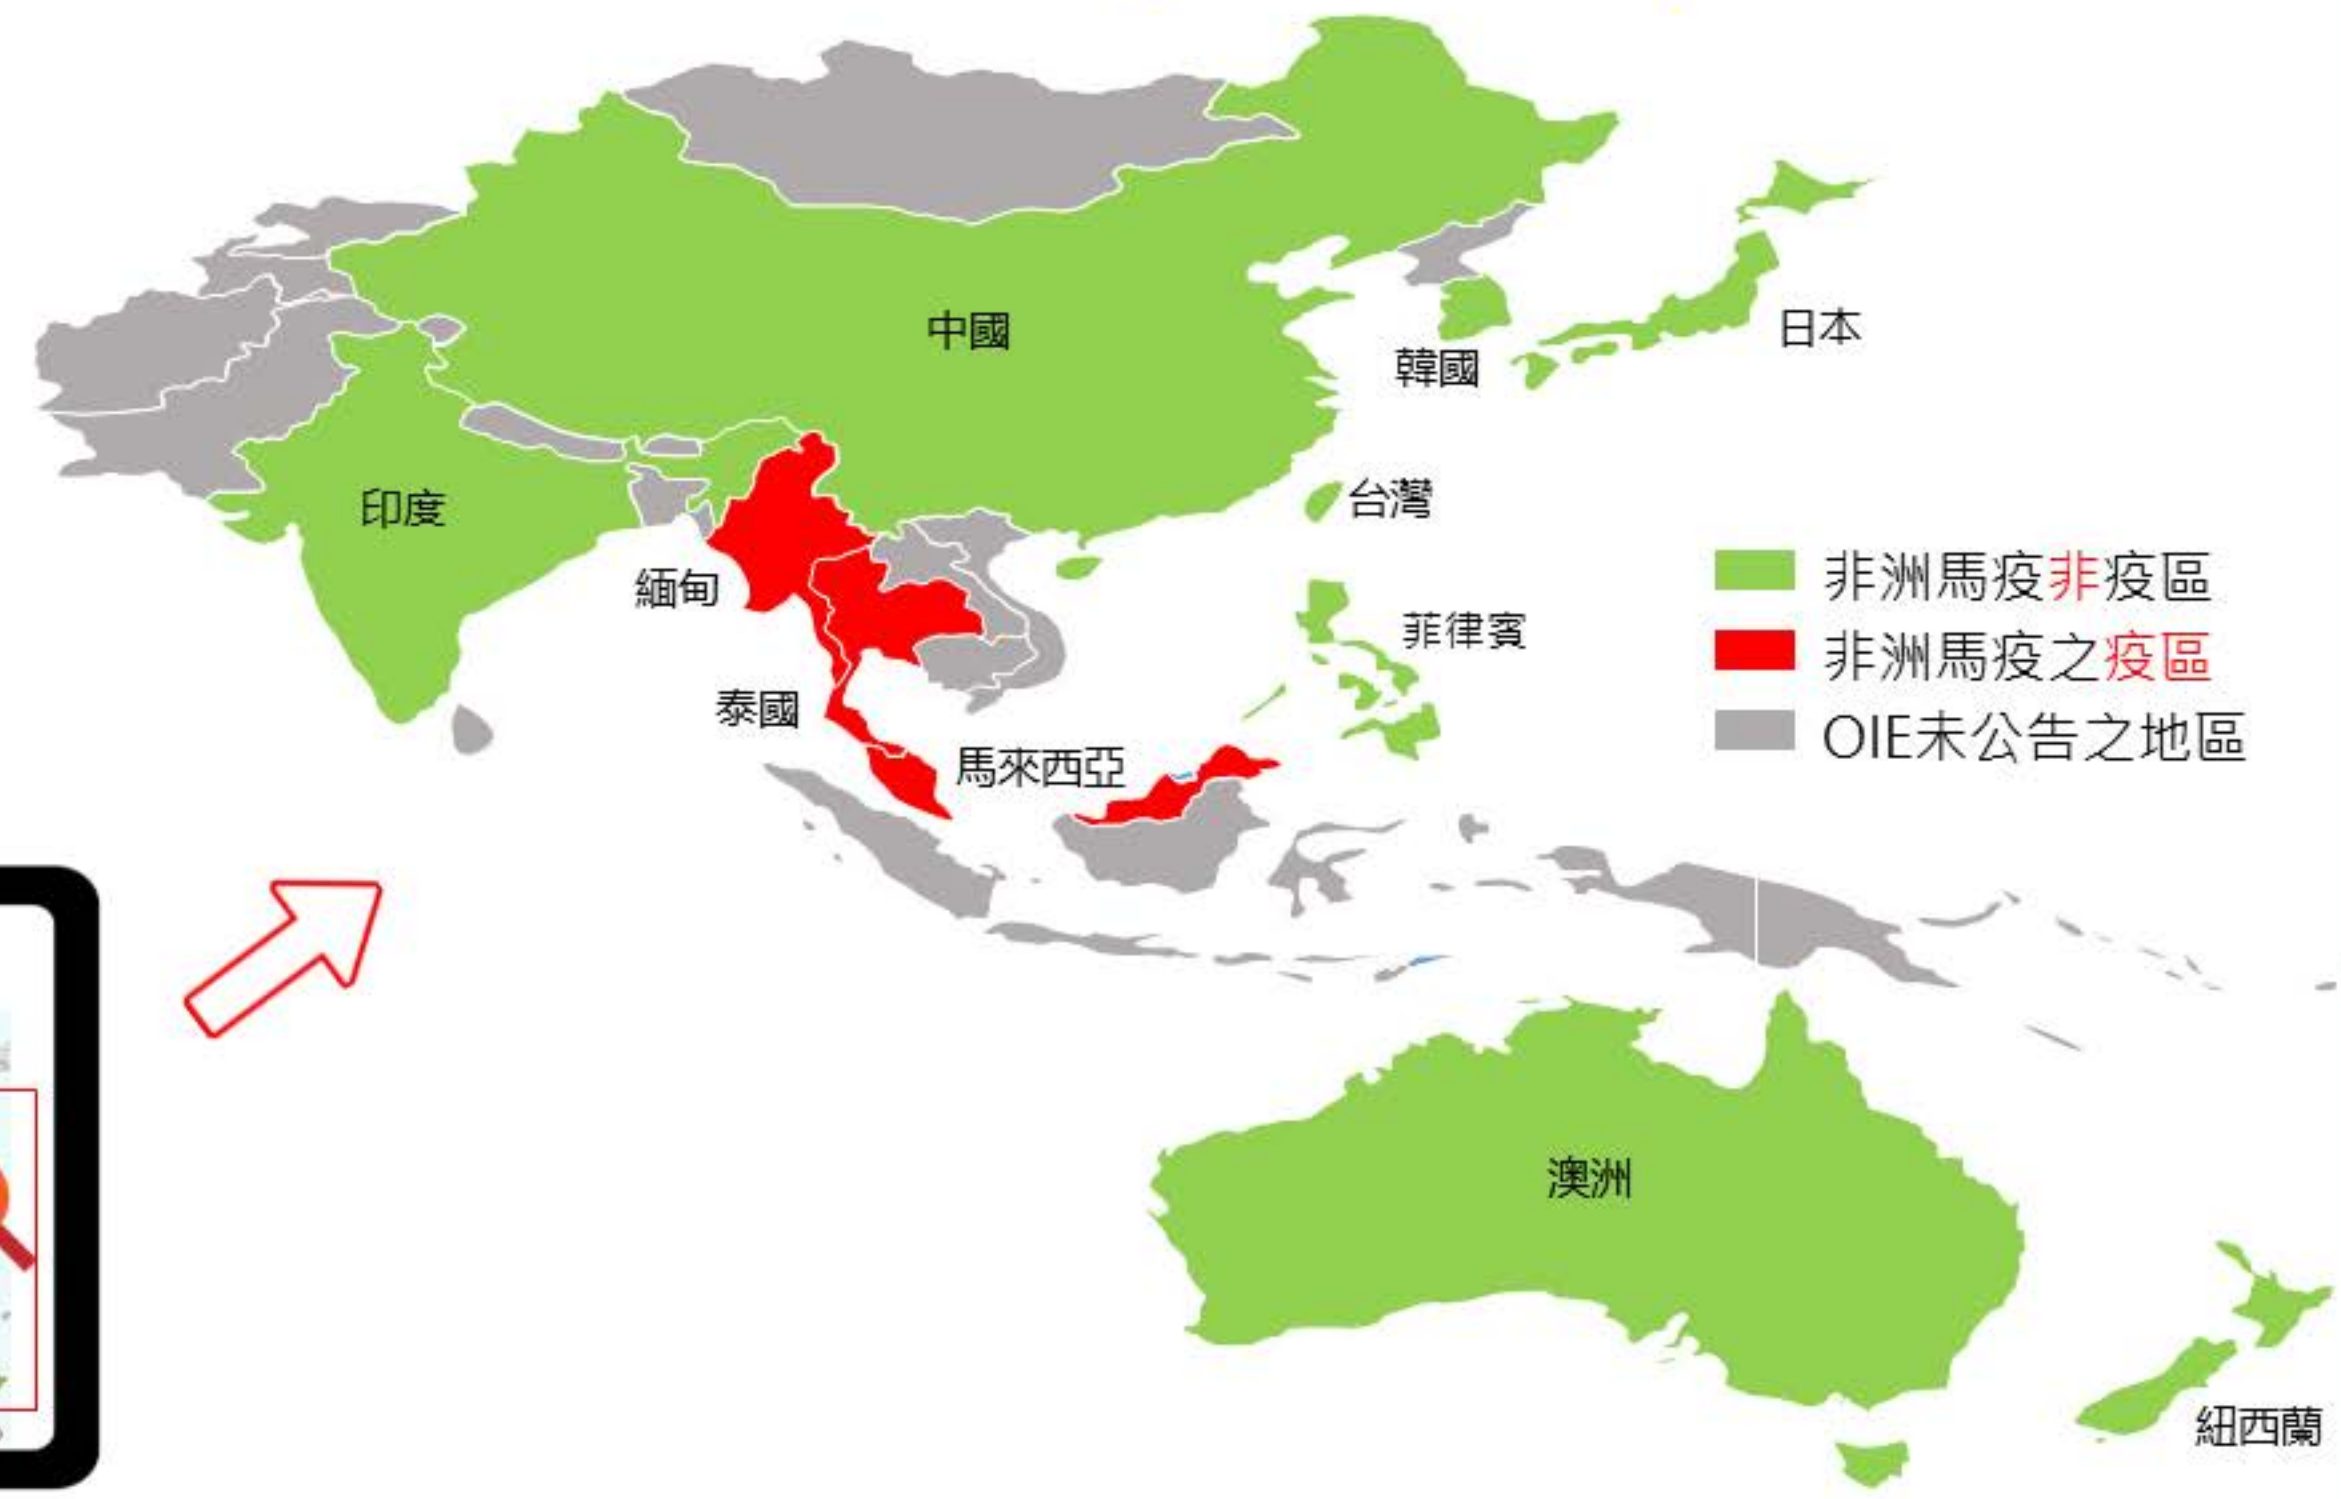 中國
日本
韓國
印度
台灣
緬甸
菲律賓
泰國
馬來西亞
非洲馬疫非疫區
非洲馬疫之疫區
OIE未公告之地區
澳洲
紐西蘭